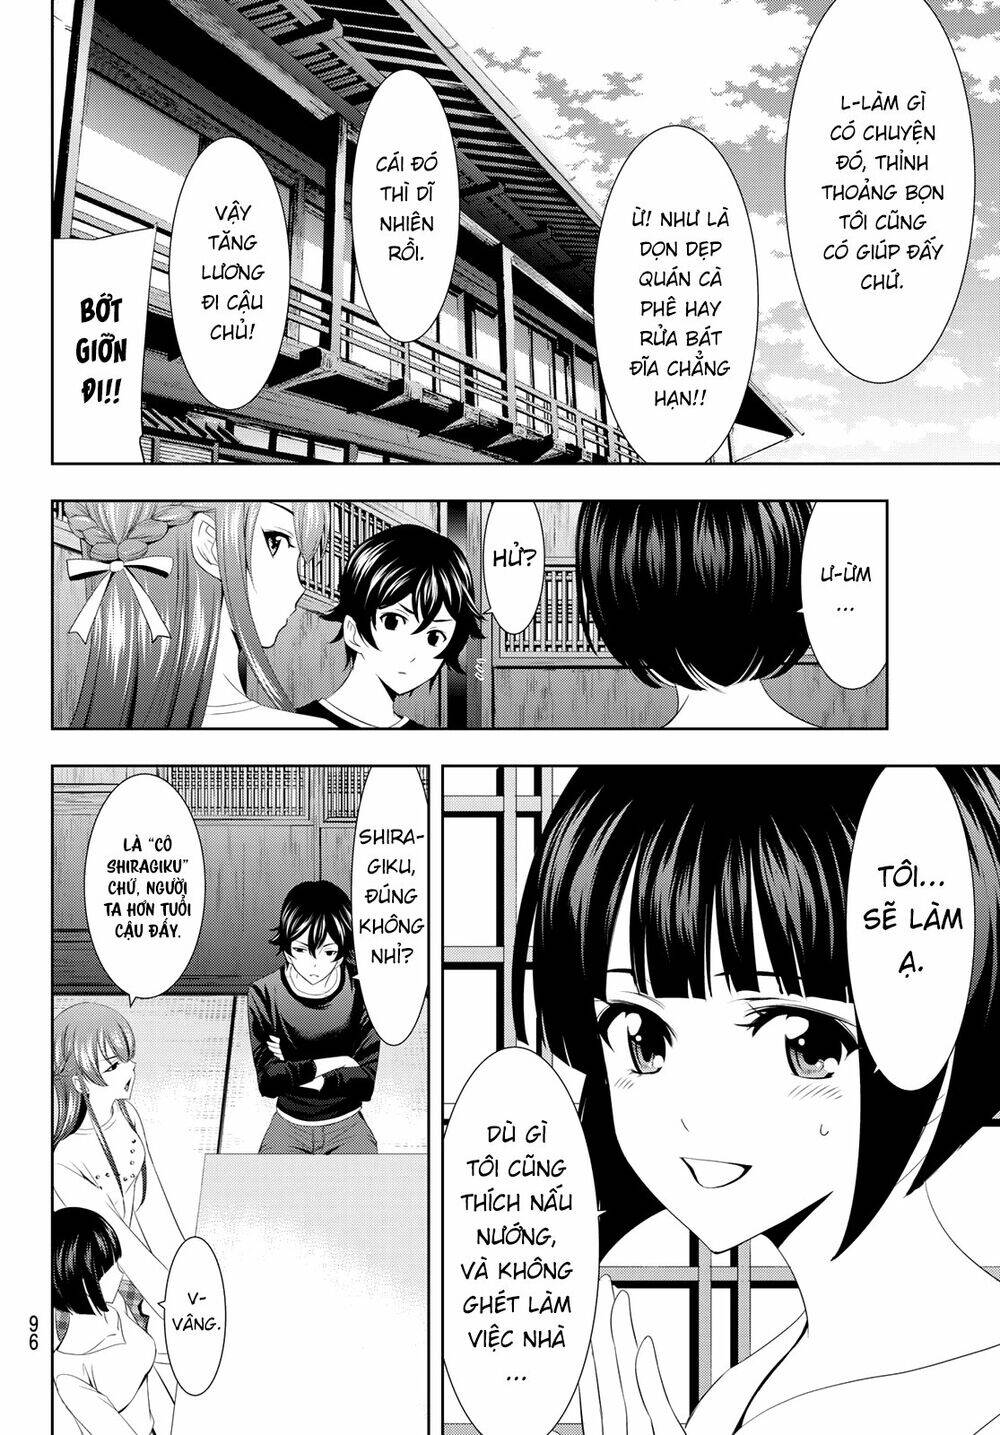 L-LÀM GÌ
CÓ CHUYỆN
ĐÓ, THỈNH
THOẢNG BỌN
TÔI CŨNG
CÓ GIÚP ĐẤY
CHỨ.
Ừ! NHƯ LÀ
DỌN DẸP
QUÁN CÀ
PHÊ HAY
RỬA BÁT
ĐĨA CHẲNG
HẠN!!
CÁI ĐÓ
THÌ DĨ
NHIÊN
RỒI.
VẬY
TĂNG
LƯƠNG
ĐI CẬU
CHỦ!
BỚT
GIỠN
ĐI!!
Ư-ỪM
...
HỬ?
TÔI...
SẼ LÀM
Ạ.
DÙ GÌ
TÔI CŨNG
THÍCH NẤU
NƯỚNG,
VÀ KHÔNG
GHÉT LÀM
VIỆC NHÀ
...
SHIRA-
GIKU,
ĐÚNG
KHÔNG
NHỈ?
LÀ “CÔ
SHIRAGIKU”
CHỨ, NGƯỜI
TA HƠN TUỔI
CẬU ĐẤY.
V-
VÂNG.
96